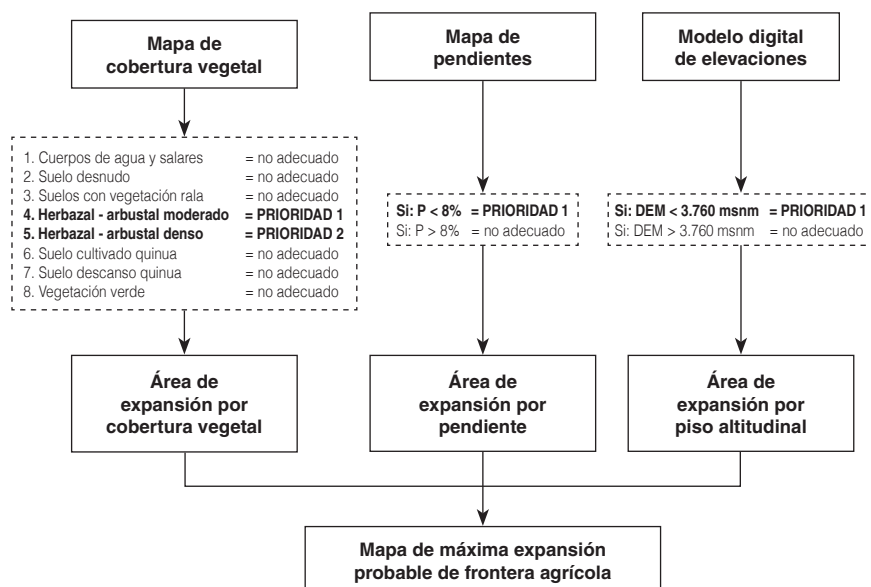 Mapa de
cobertura vegetal
Mapa de
pendientes
Modelo digital
de elevaciones
1. Cuerpos de agua y salares = no adecuado
2. Suelo desnudo = no adecuado
3. Suelos con vegetación rala = no adecuado
4. Herbazal - arbustal moderado = PRIORIDAD 1
5. Herbazal - arbustal denso = PRIORIDAD 2
6. Suelo cultivado quinua = no adecuado
7. Suelo descanso quinua = no adecuado
8. Vegetación verde = no adecuado
Si: P < 8% = PRIORIDAD 1
Si: P > 8% = no adecuado
Si: DEM < 3.760 msnm = PRIORIDAD 1
Si: DEM > 3.760 msnm = no adecuado
Área de
expansión por
cobertura vegetal
Área de
expansión por
pendiente
Área de
expansión por
piso altitudinal
Mapa de máxima expansión
probable de frontera agrícola